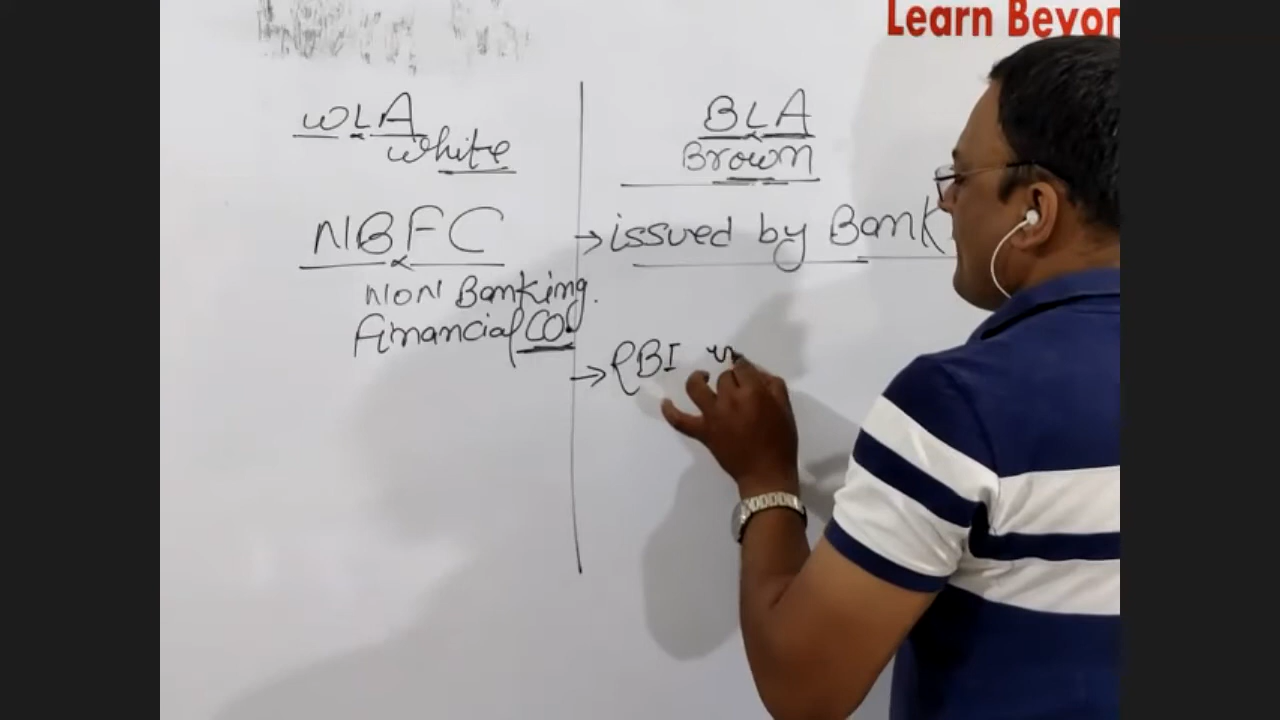 Learn Beyon
WLA
White
NBFC
NON Banking.
Financial CO.
BLA
Brown
→ issued by Bank
→ RBI